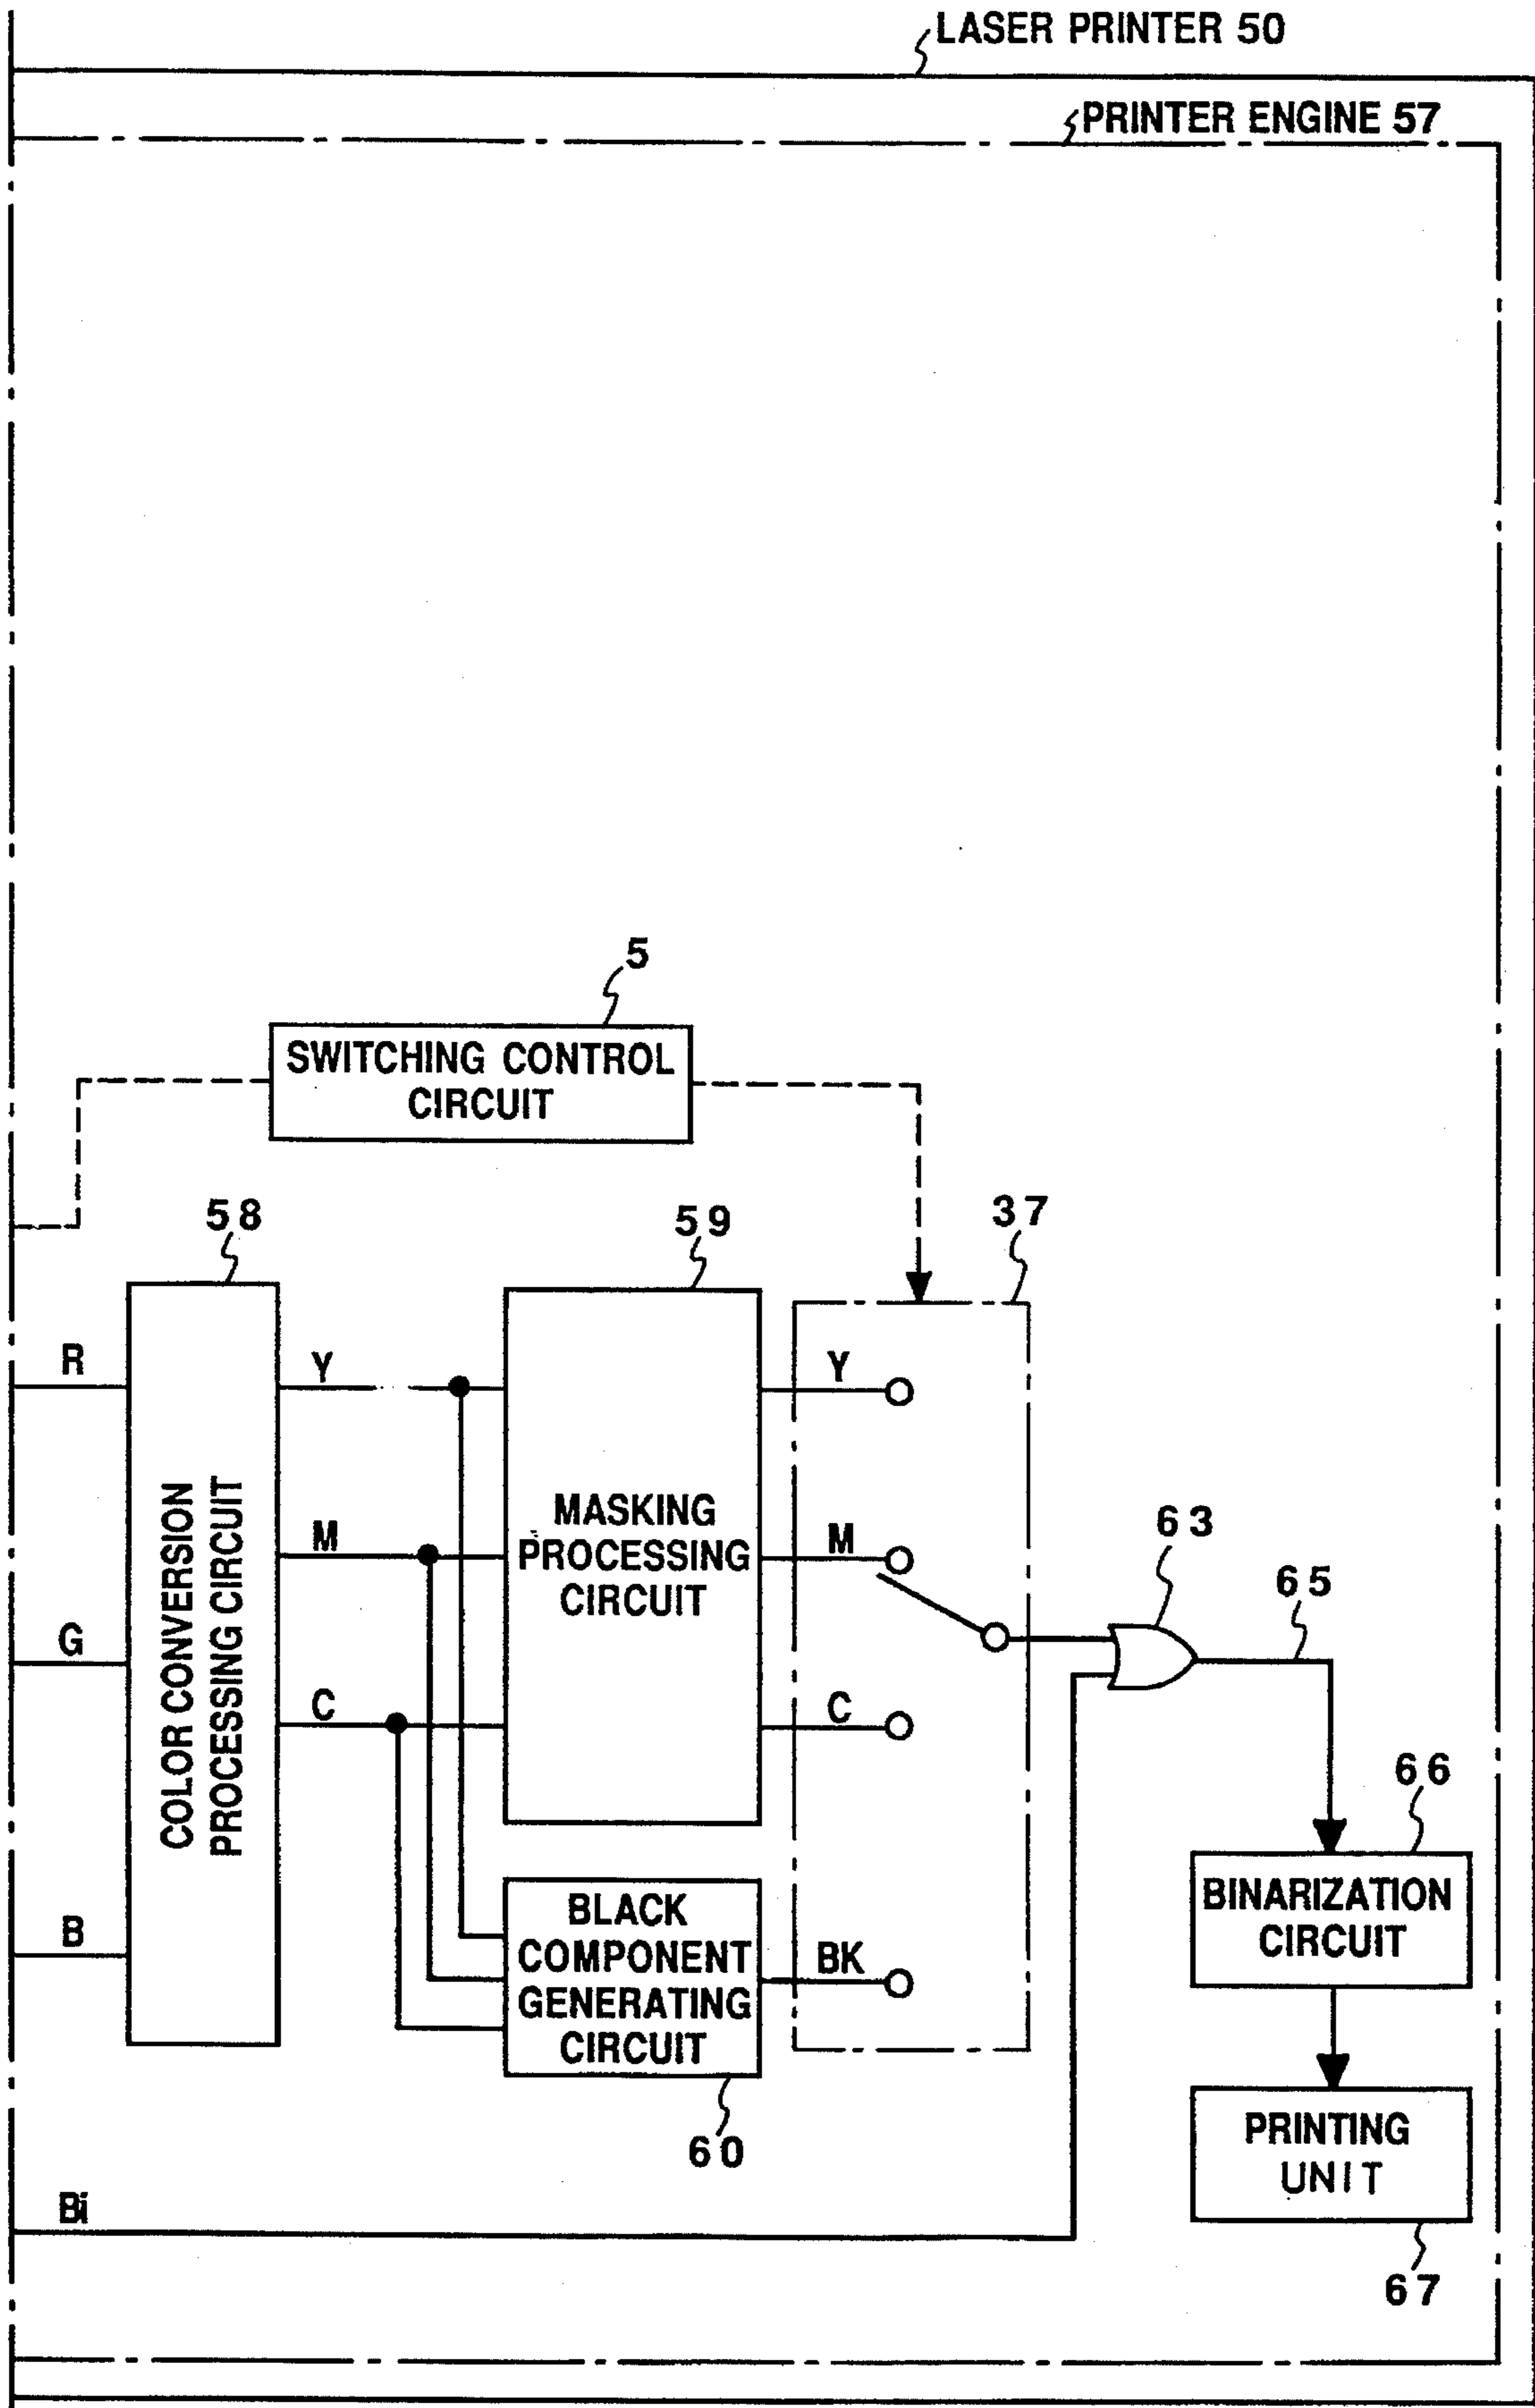 LASER PRINTER 50
PRINTER ENGINE 57
5
SWITCHING CONTROL
CIRCUIT
58
59
37
R
Y
Y
COLOR CONVERSION
PROCESSING CIRCUIT
MASKING
PROCESSING
CIRCUIT
M
M
63
65
G
C
C
66
BINARIZATION
CIRCUIT
B
BLACK
COMPONENT
GENERATING
CIRCUIT
BK
60
PRINTING
UNIT
67
Bi